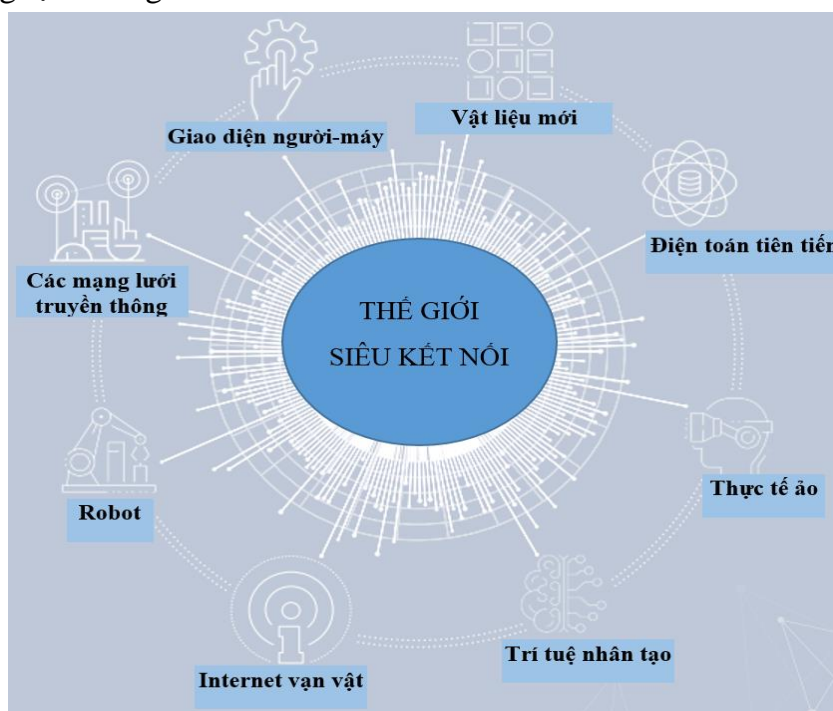 Giao diện người-máy
Vật liệu mới
Điện toán tiên tiến
Các mạng lưới
truyền thông
THẾ GIỚI
SIÊU KẾT NỐI
Thực tế ảo
Robot
Trí tuệ nhân tạo
Internet vạn vật